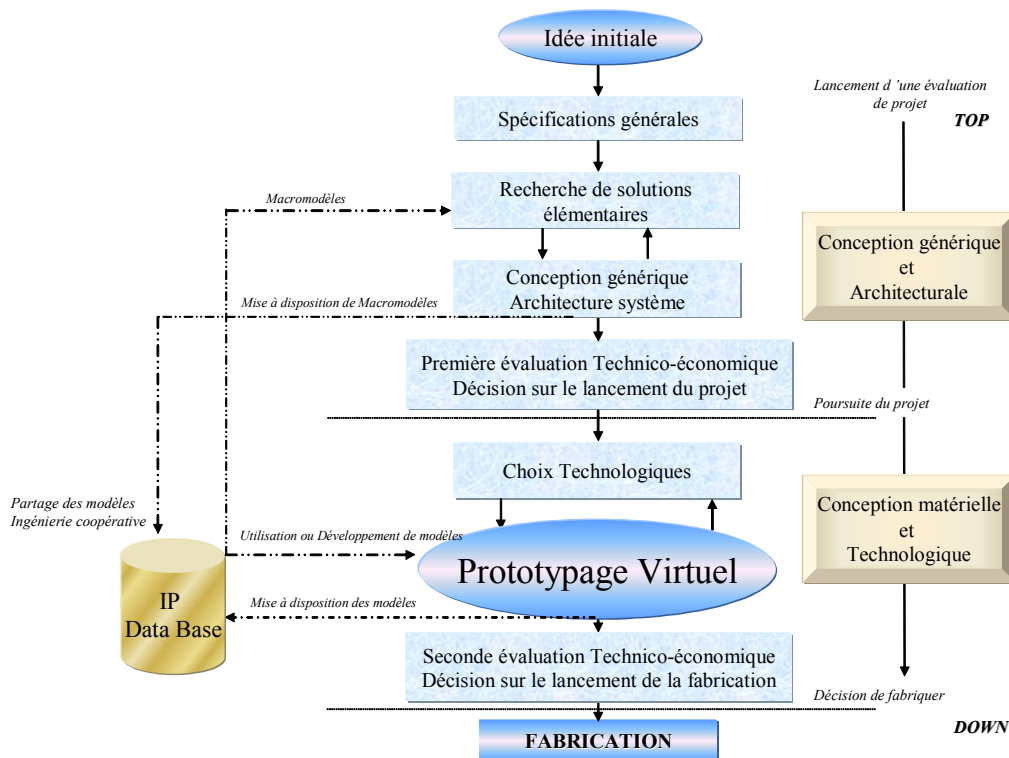 Idée initiale
Lancement d ’une évaluation
de projet
TOP
Spécifications générales
Macromodèles
Recherche de solutions
élémentaires
Conception générique
et
Architecturale
Conception générique
Architecture système
Mise à disposition de Macromodèles
Première évaluation Technico-économique
Décision sur le lancement du projet
Poursuite du projet
Choix Technologiques
Partage des modèles
Ingénierie coopérative
Conception matérielle
et
Technologique
Utilisation ou Développement de modèles
Prototypage Virtuel
IP
Data Base
Mise à disposition des modèles
Seconde évaluation Technico-économique
Décision sur le lancement de la fabrication
Décision de fabriquer
DOWN
FABRICATION